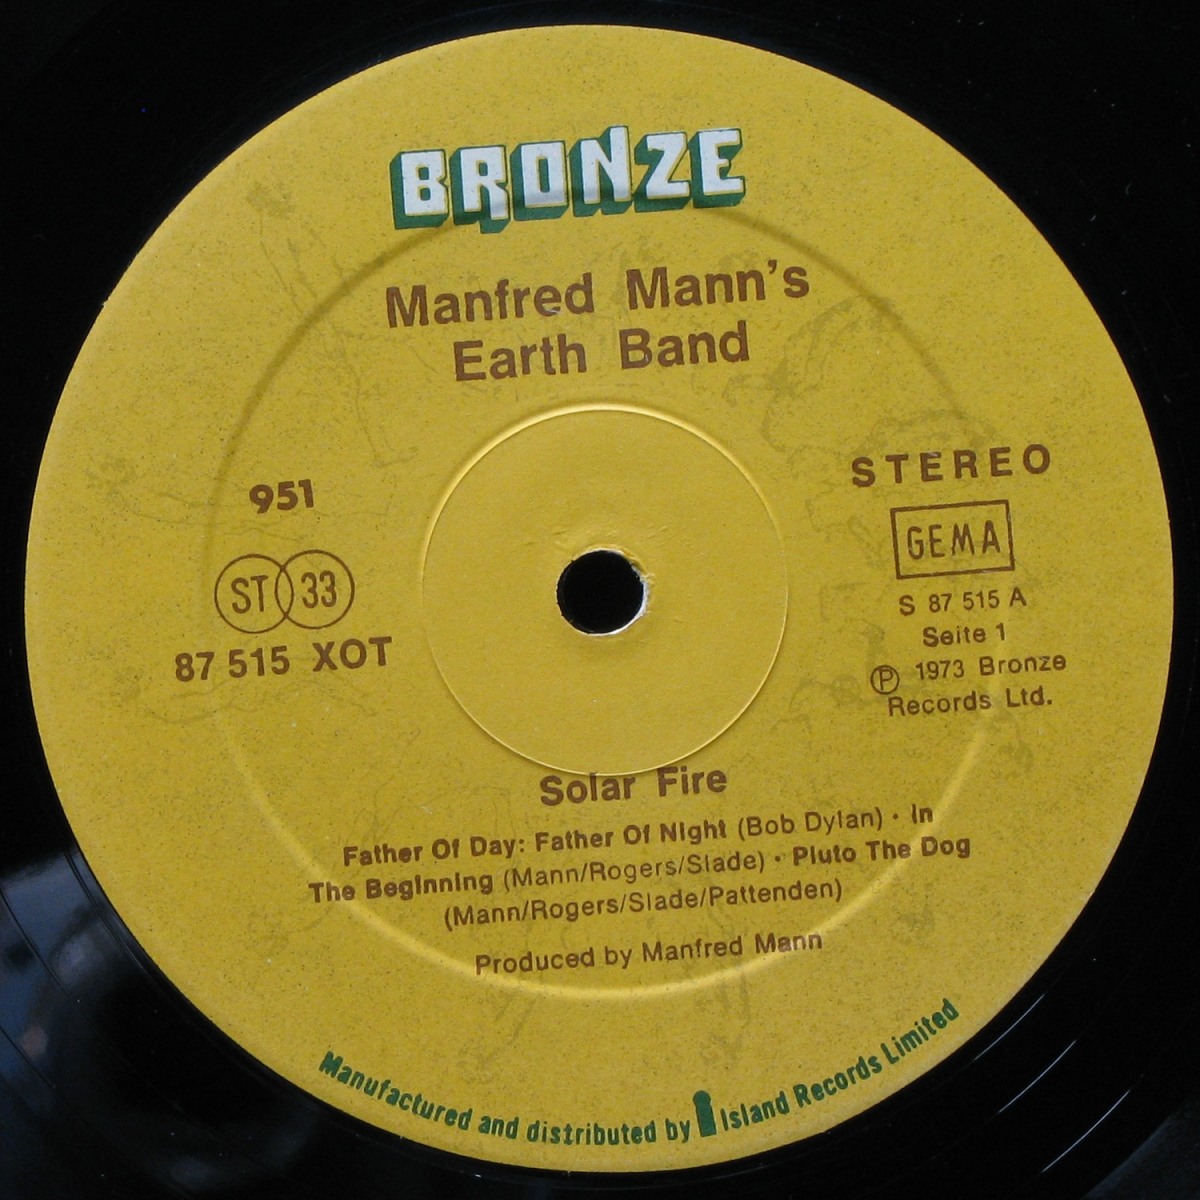 BRONZE
Manfred Mann's
Earth Band
951
ST 33
87 515 XOT
STEREO
GEMA
S 87 515 A
Seite 1
Ⓟ 1973 Bronze
Records Ltd.
Solar Fire
Father Of Day: Father Of Night (Bob Dylan) · In
The Beginning (Mann/Rogers/Slade) · Pluto The Dog
(Mann/Rogers/Slade/Pattenden)
Produced by Manfred Mann
Manufactured and distributed by Island Records Limited